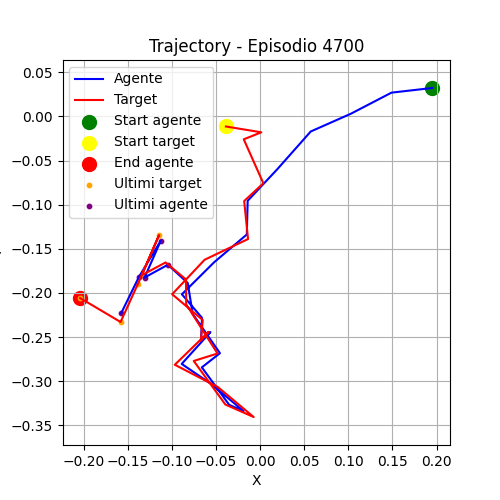 Trajectory - Episodio 4700
Agente
Target
Start agente
Start target
End agente
Ultimi target
Ultimi agente
0.05
0.00
−0.05
−0.10
−0.15
−0.20
−0.25
−0.30
−0.35
−0.20 −0.15 −0.10 −0.05 0.00 0.05 0.10 0.15 0.20
X